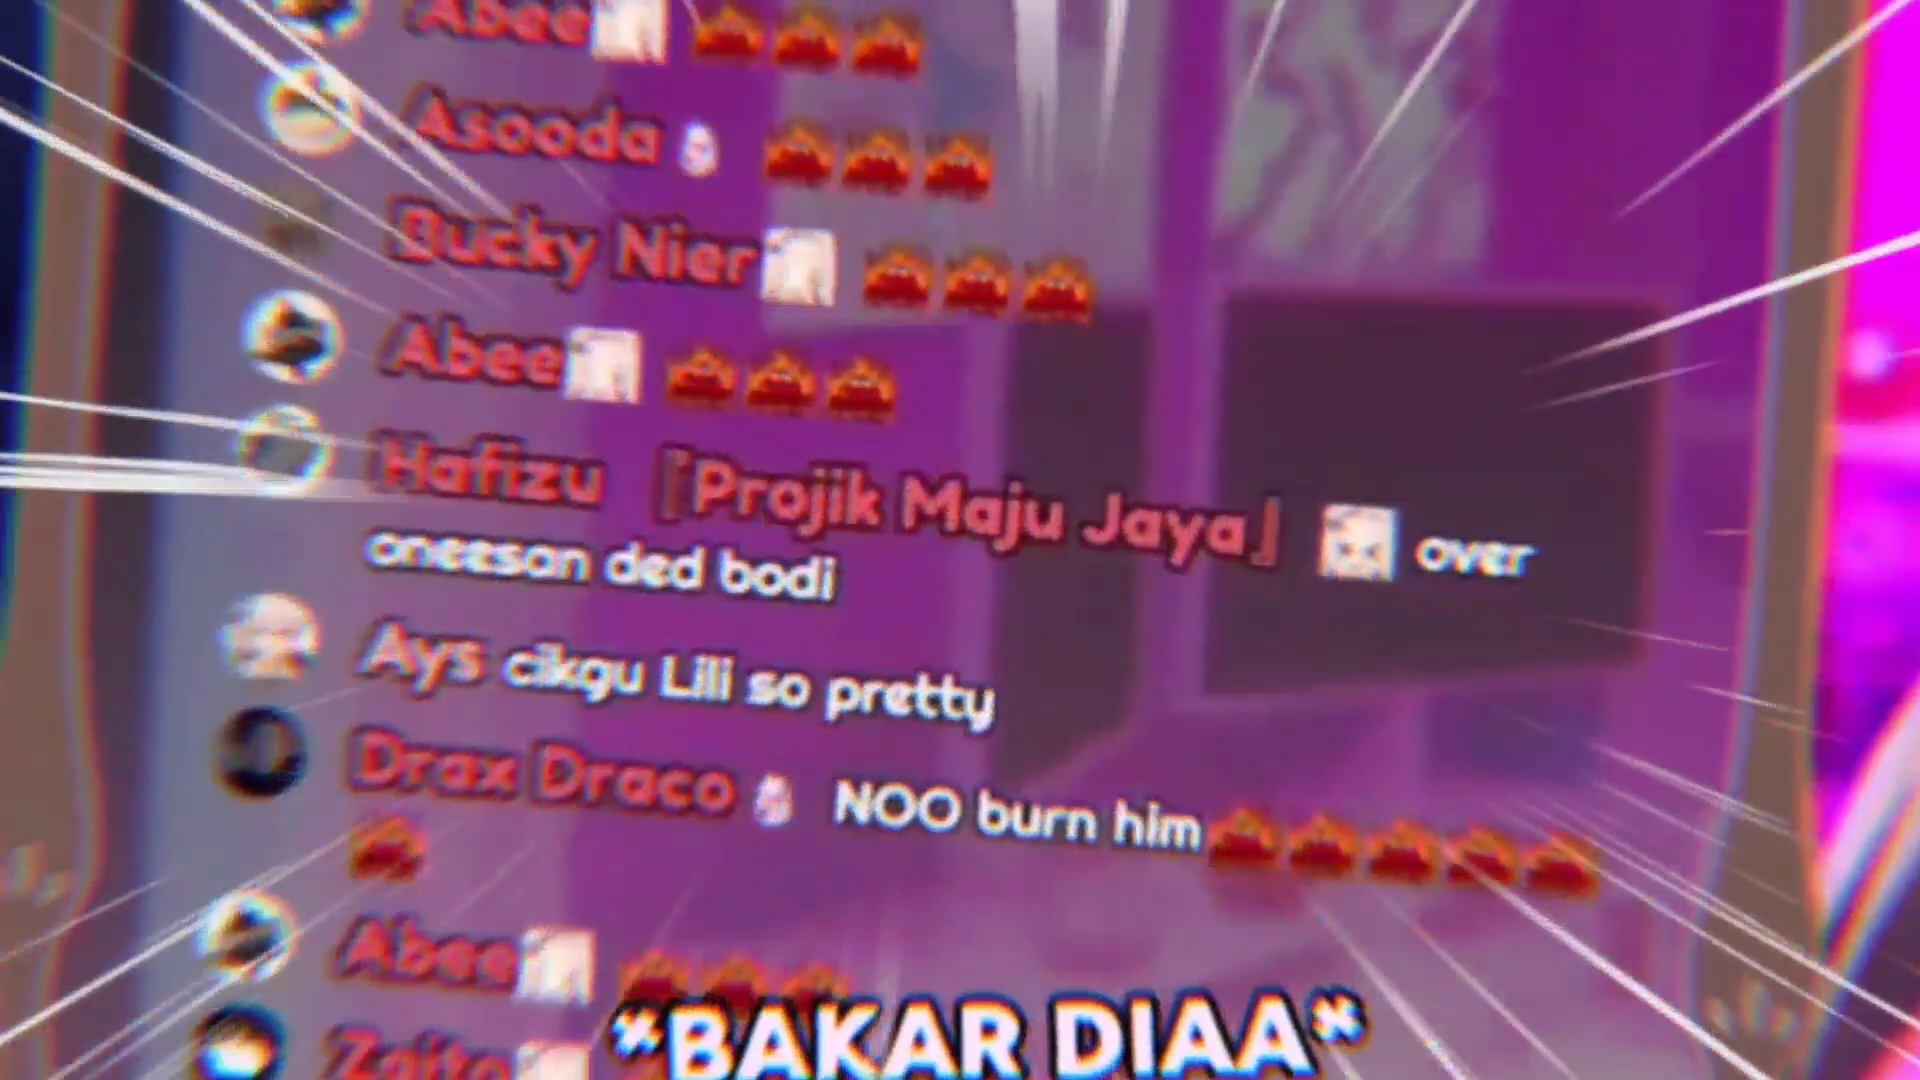 Abee
Asooda
Bucky Nier
Abee
Hafizu 『Projik Maju Jaya』 over
oneesan ded bodi
Ays cikgu Lili so pretty
Drax Draco NOO burn him
Abee
*BAKAR DIAA*